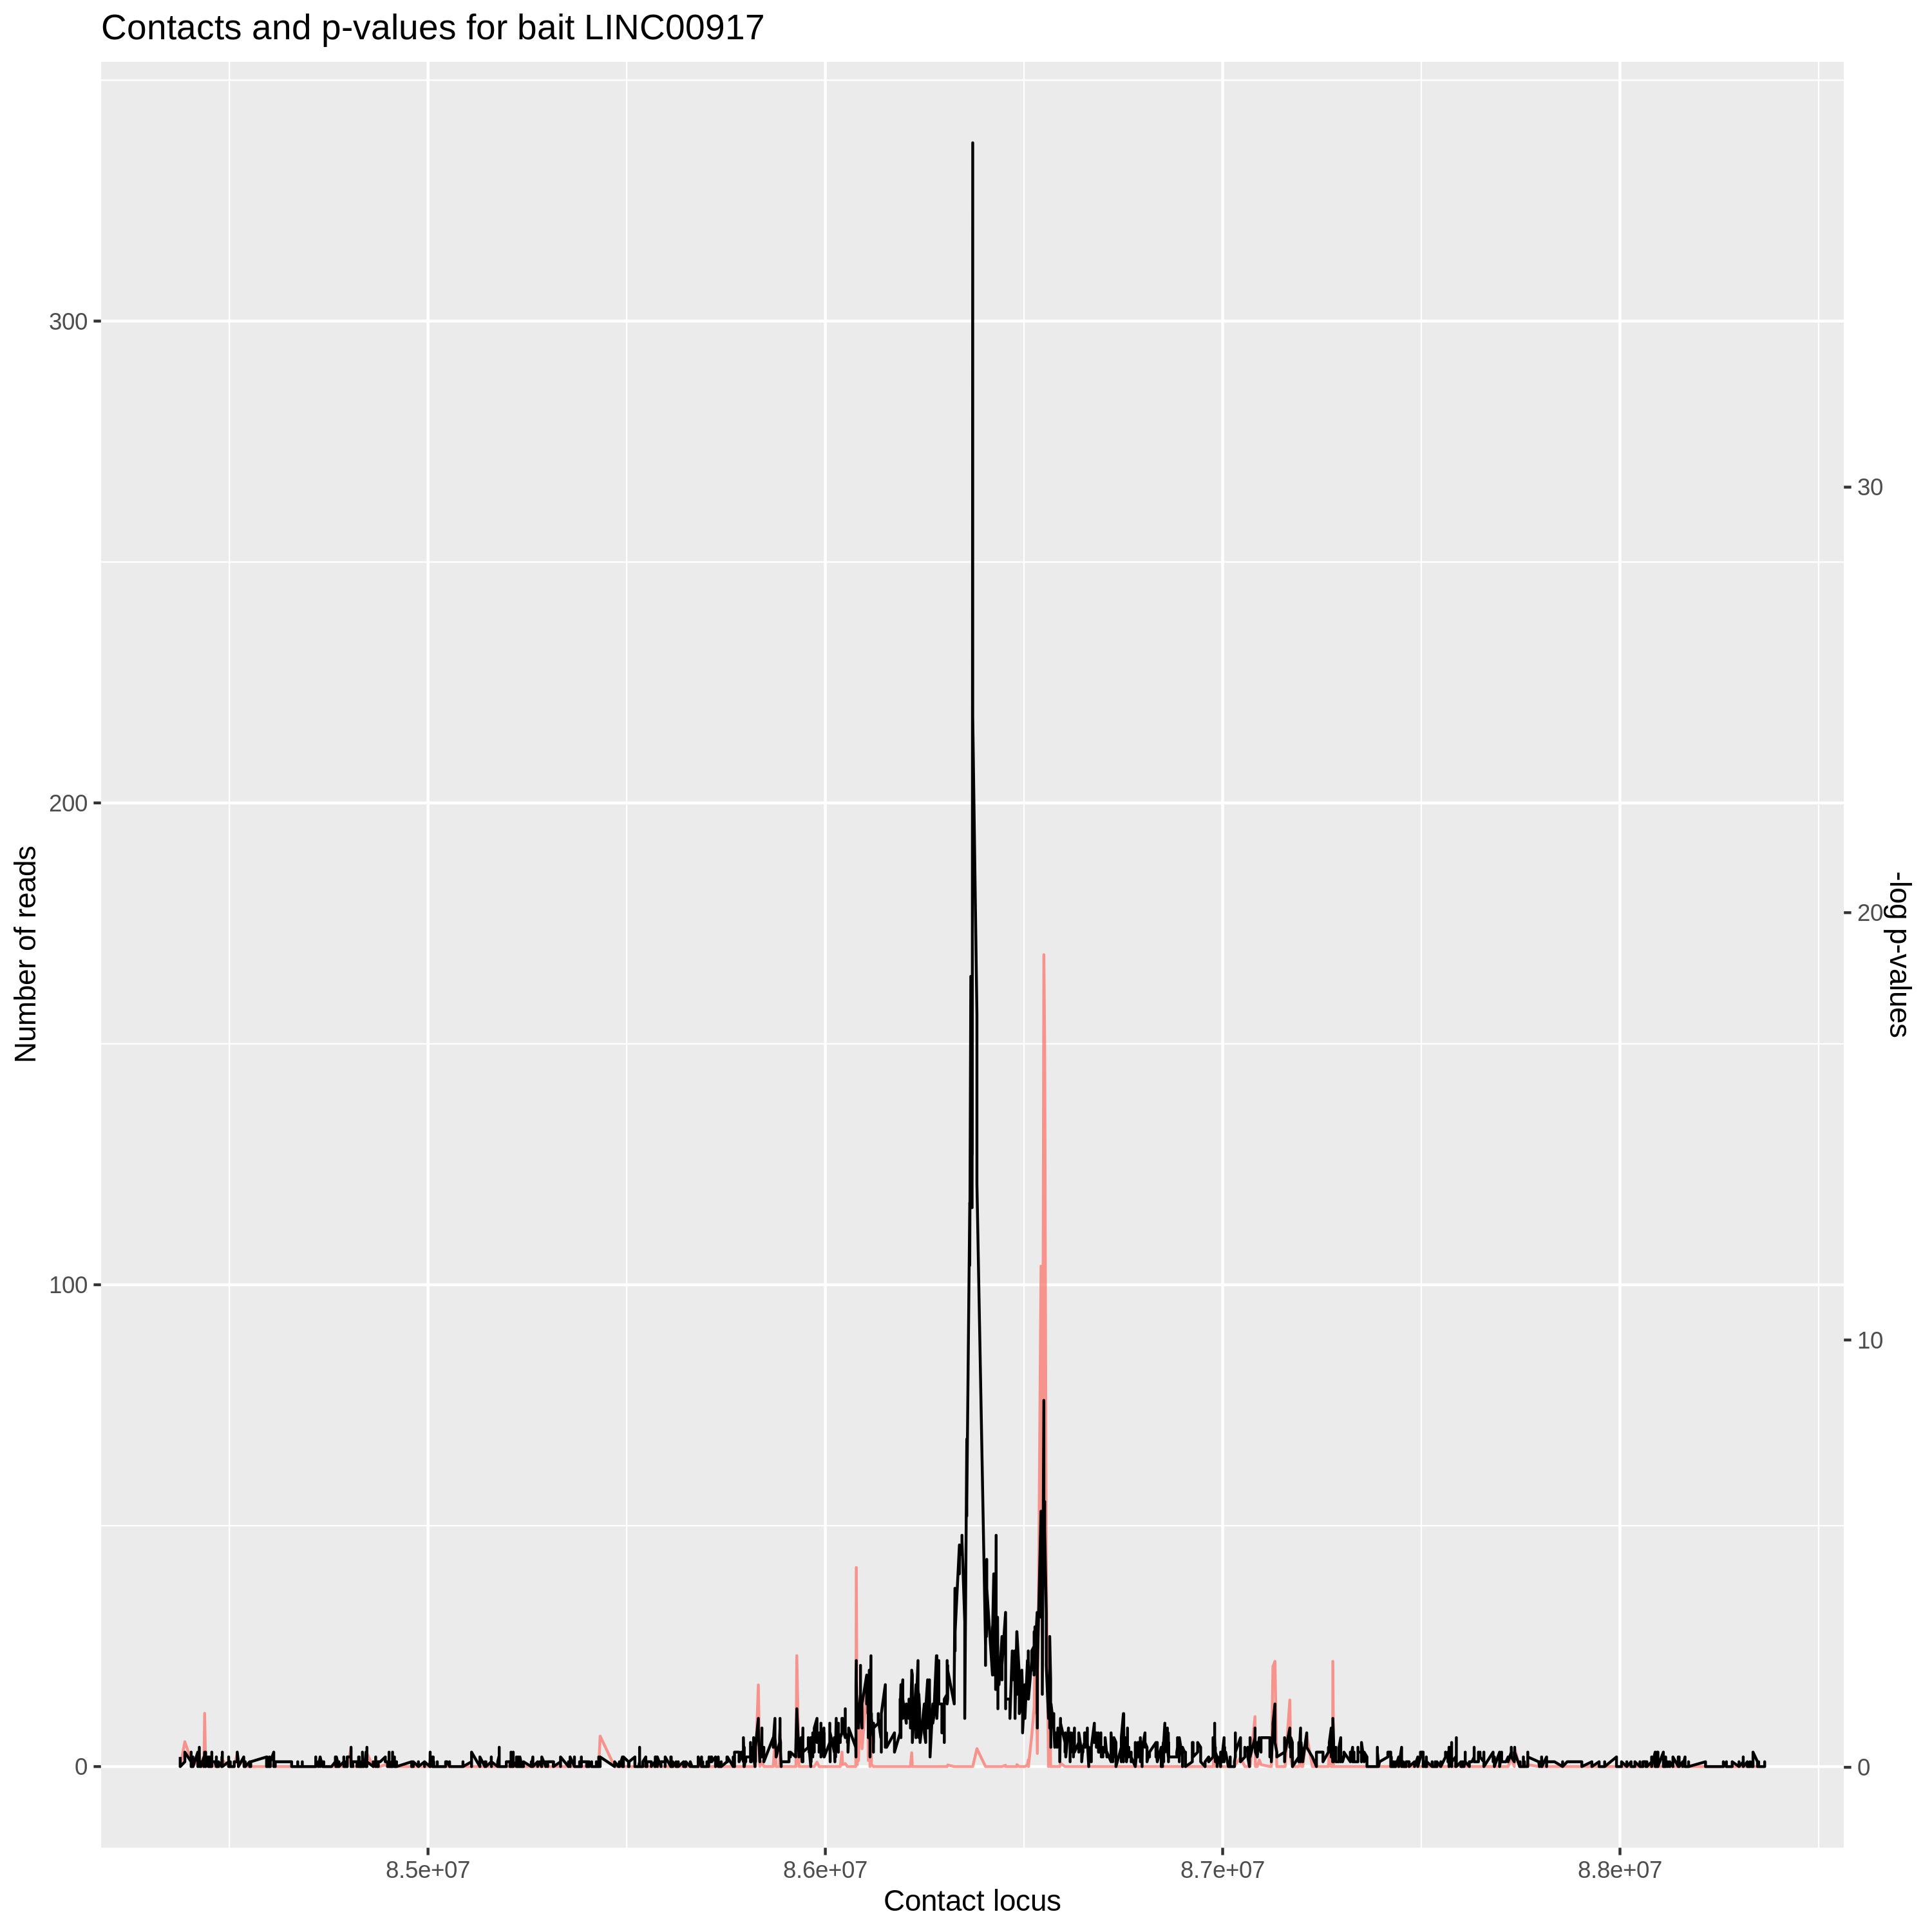 Contacts and p-values for bait LINC00917
Number of reads
300
200
100
0
30
20
10
0
-log p-values
8.5e+07
8.6e+07
8.7e+07
8.8e+07
Contact locus